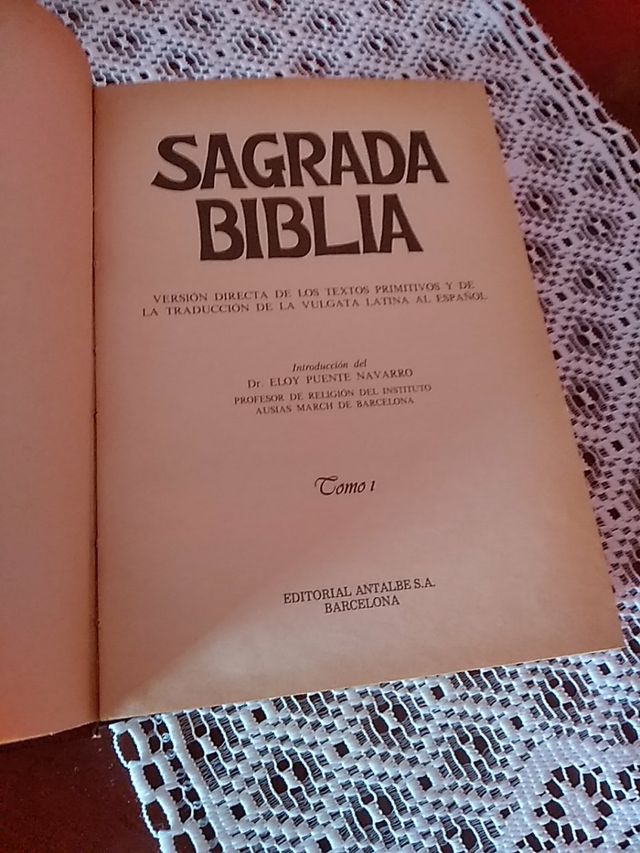 SAGRADA
BIBLIA
VERSIÓN DIRECTA DE LOS TEXTOS PRIMITIVOS Y DE
LA TRADUCCIÓN DE LA VULGATA LATINA AL ESPAÑOL
Introducción del
Dr. ELOY PUENTE NAVARRO
PROFESOR DE RELIGIÓN DEL INSTITUTO
AUSIAS MARCH DE BARCELONA
Tomo I
EDITORIAL ANTALBE S.A.
BARCELONA